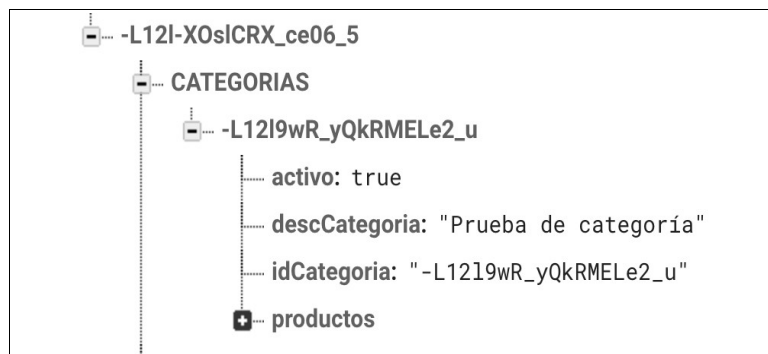 -L12l-XOslCRX_ce06_5
CATEGORIAS
-L12l9wR_yQkRMELe2_u
activo: true
descCategoria: "Prueba de categoría"
idCategoria: "-L12l9wR_yQkRMELe2_u"
productos